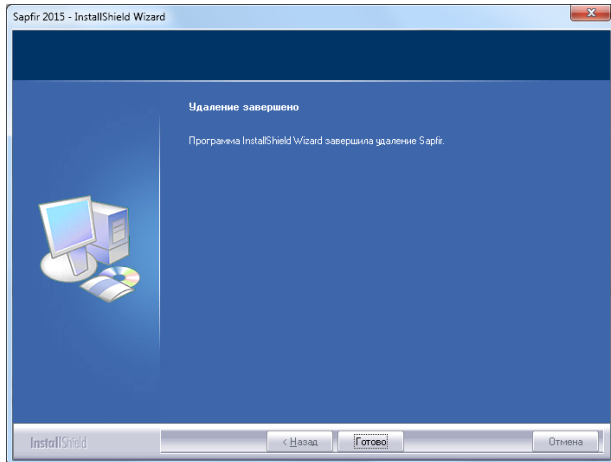 Sapfir 2015 - InstallShield Wizard
Удаление завершено
Программа InstallShield Wizard завершила удаление Sapfir.
InstallShield
< Назад
Готово
Отмена